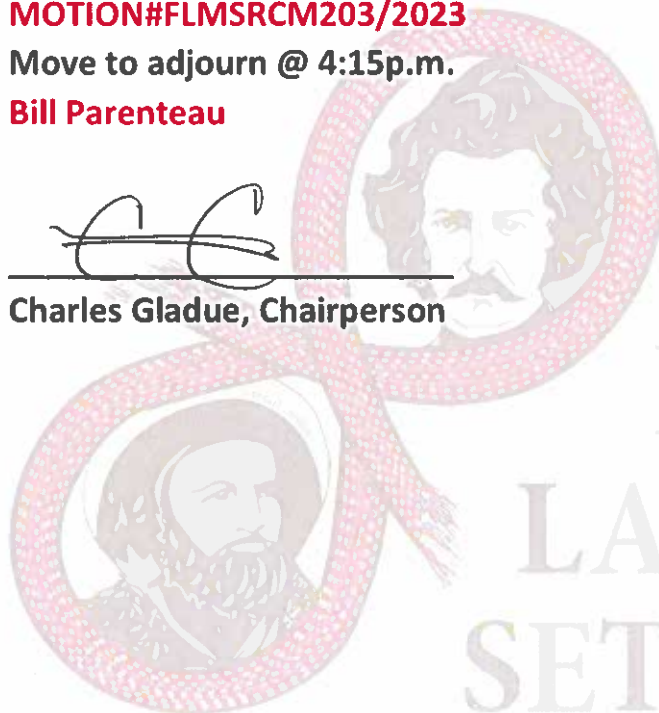 MOTION#FLMSRCM203/2023
Move to adjourn @ 4:15p.m.
Bill Parenteau
Charles Gladue, Chairperson
LA
SET